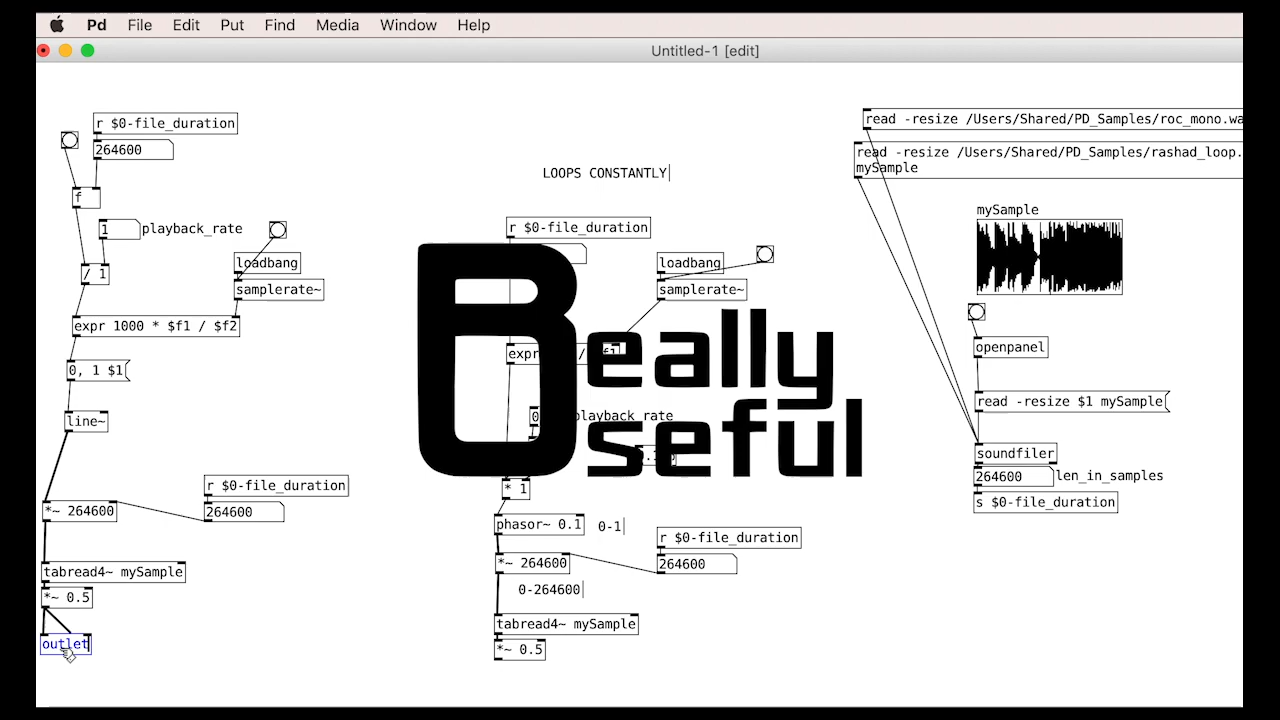 Pd File Edit Put Find Media Window Help
Untitled-1 [edit]
r $0-file_duration
264600
f
1 playback_rate
loadbang
/ 1
samplerate~
expr 1000 * $f1 / $f2
0, 1 $1
line~
r $0-file_duration
*~ 264600
264600
tabread4~ mySample
*~ 0.5
outlet
LOOPS CONSTANTLY
r $0-file_duration
loadbang
samplerate~
expr
playback_rate
* 1
phasor~ 0.1
0-1
r $0-file_duration
*~ 264600
264600
0-264600
tabread4~ mySample
*~ 0.5
Beally
Useful
read -resize /Users/Shared/PD_Samples/roc_mono.wa
read -resize /Users/Shared/PD_Samples/rashad_loop.
mySample
mySample
openpanel
read -resize $1 mySample
soundfiler
264600 len_in_samples
s $0-file_duration